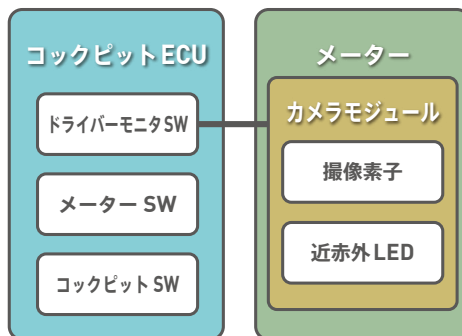 コックピットECU
ドライバーモニタSW
メーター SW
コックピット SW
メーター
カメラモジュール
撮像素子
近赤外LED